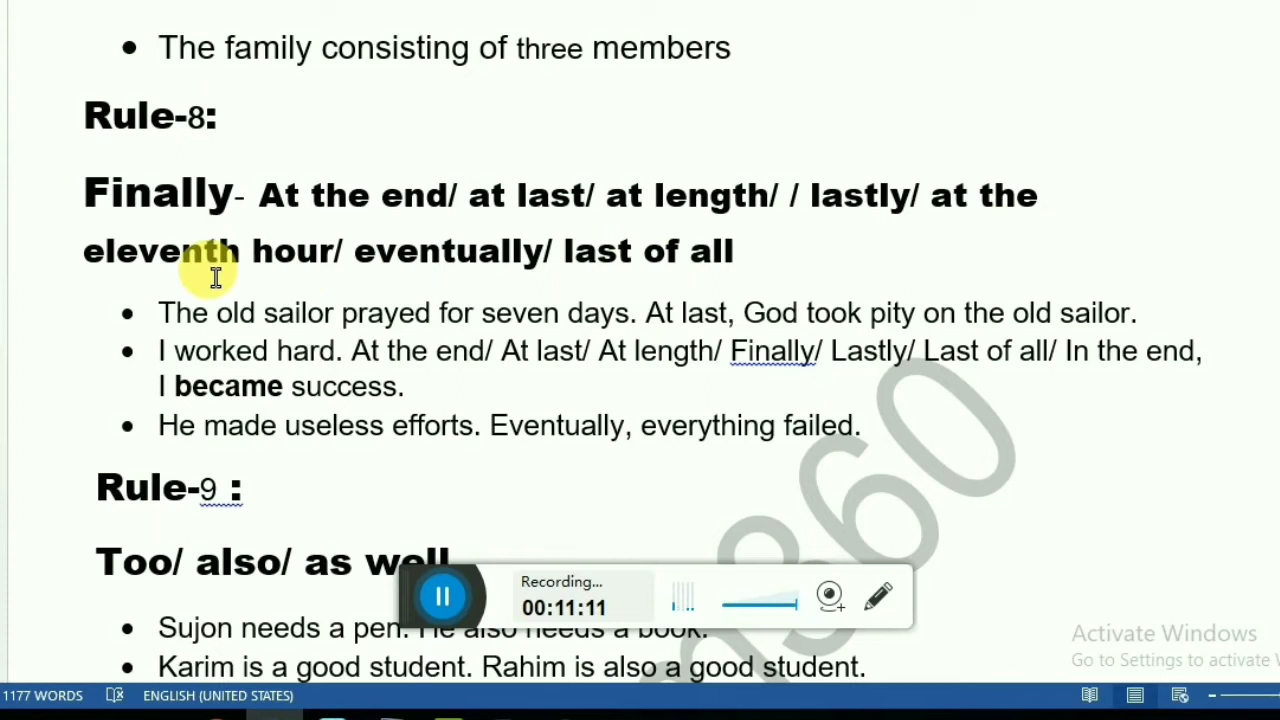 • The family consisting of three members
Rule-8:
Finally- At the end/ at last/ at length/ / lastly/ at the
eleventh hour/ eventually/ last of all
• The old sailor prayed for seven days. At last, God took pity on the old sailor.
• I worked hard. At the end/ At last/ At length/ Finally/ Lastly/ Last of all/ In the end,
I became success.
• He made useless efforts. Eventually, everything failed.
Rule-9 :
Too/ also/ as well
Recording...
00:11:11
• Sujon needs a pen. He also needs a book.
• Karim is a good student. Rahim is also a good student.
Activate Windows
Go to Settings to activate
1177 WORDS ENGLISH (UNITED STATES)